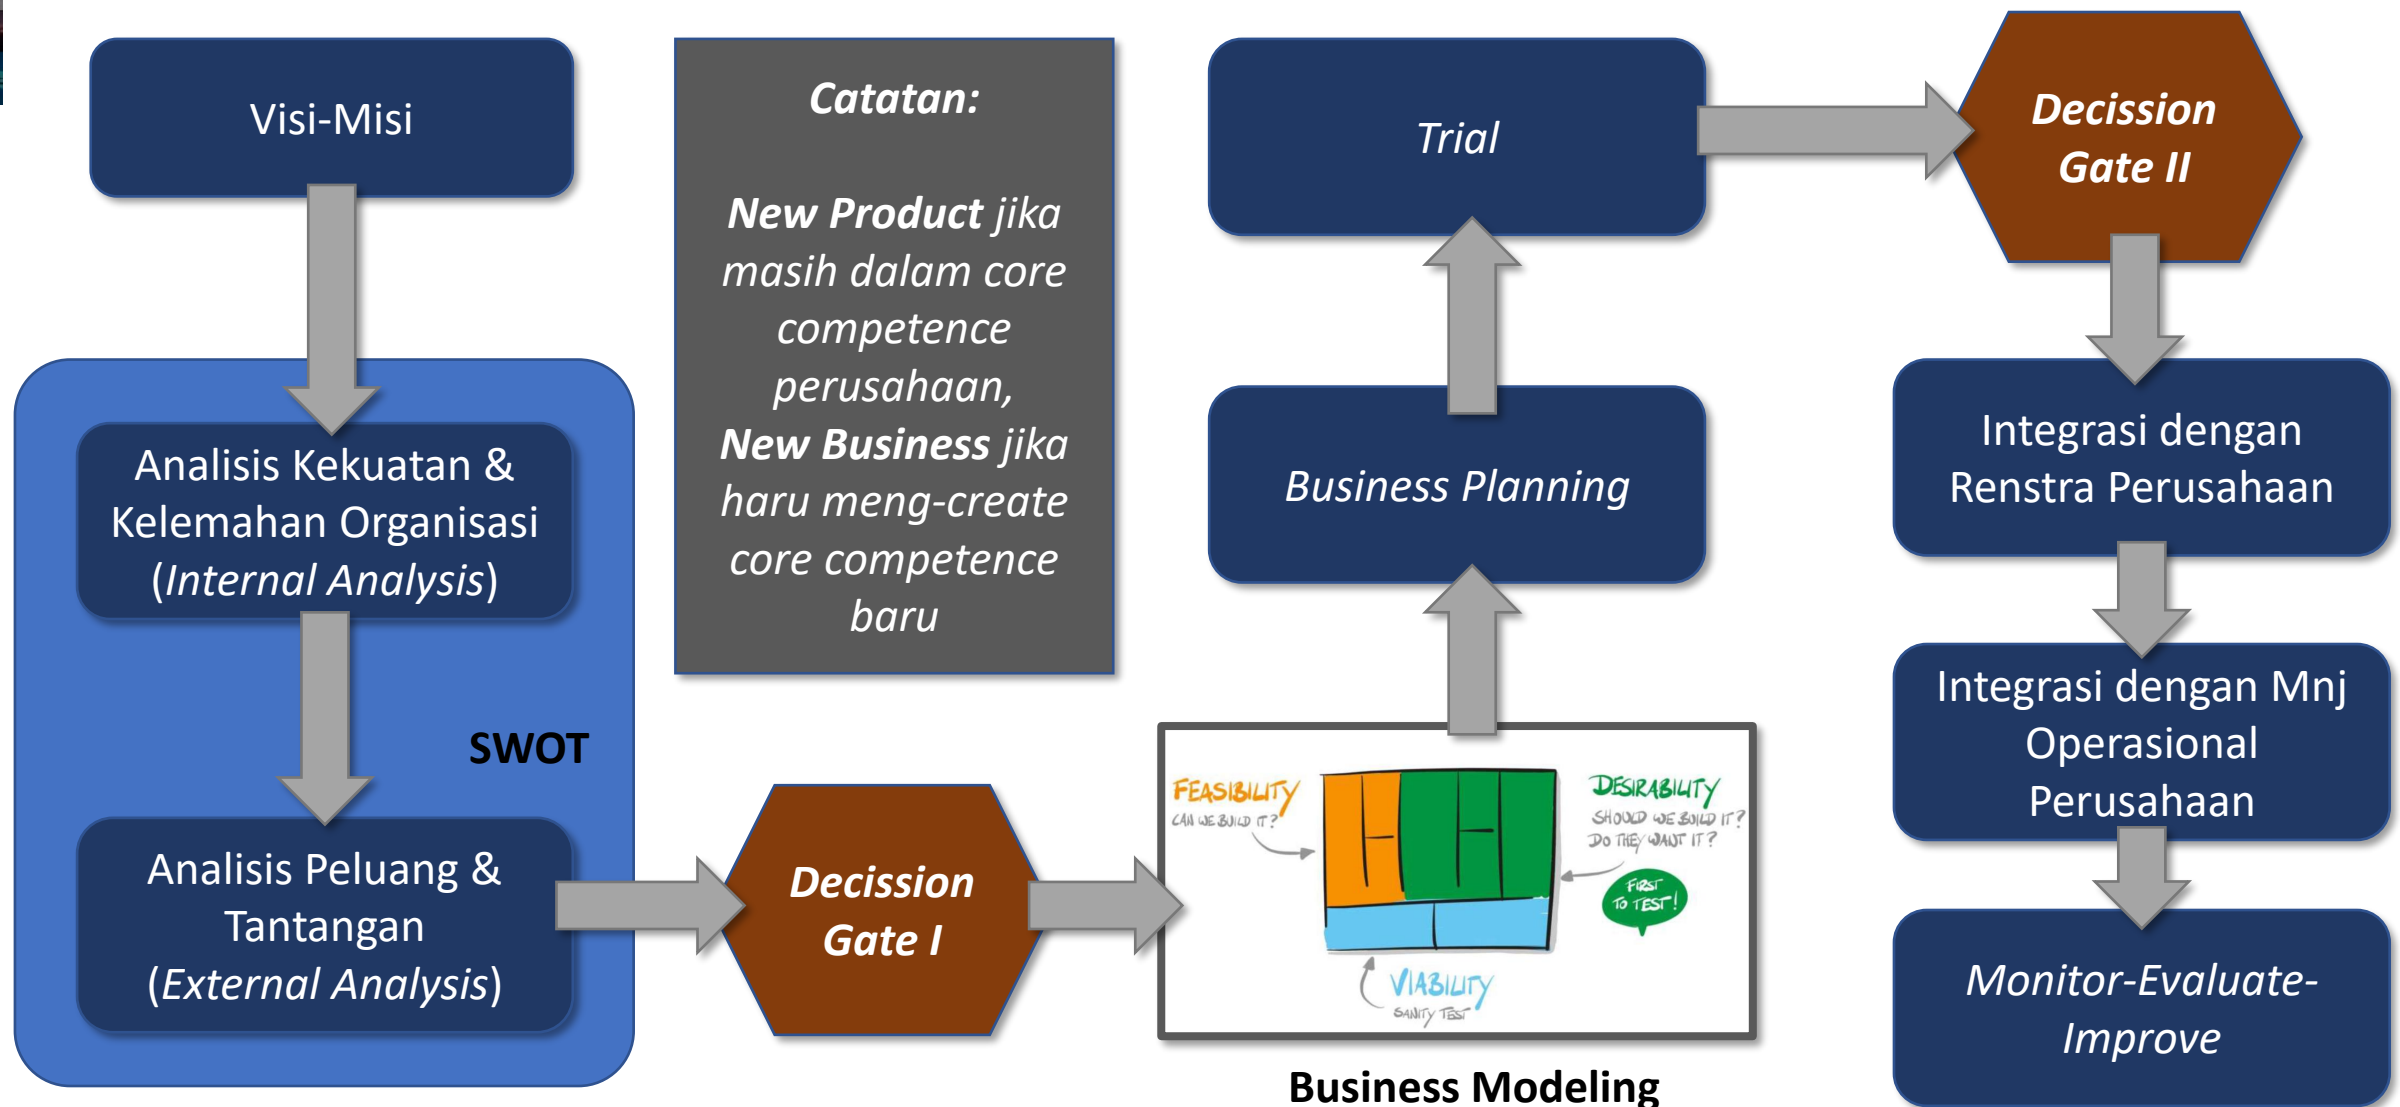 Visi-Misi
Analisis Kekuatan &
Kelemahan Organisasi
(Internal Analysis)
SWOT
Analisis Peluang &
Tantangan
(External Analysis)
Catatan:
New Product jika
masih dalam core
competence
perusahaan,
New Business jika
haru meng-create
core competence
baru
Decission
Gate I
FEASIBILITY
CAN WE BUILD IT?
DESIRABILITY
SHOULD WE BUILD IT?
DO THEY WANT IT?
FIRST
TO TEST!
VIABILITY
SANITY TEST
Business Modeling
Business Planning
Trial
Decission
Gate II
Integrasi dengan
Renstra Perusahaan
Integrasi dengan Mnj
Operasional
Perusahaan
Monitor-Evaluate-
Improve